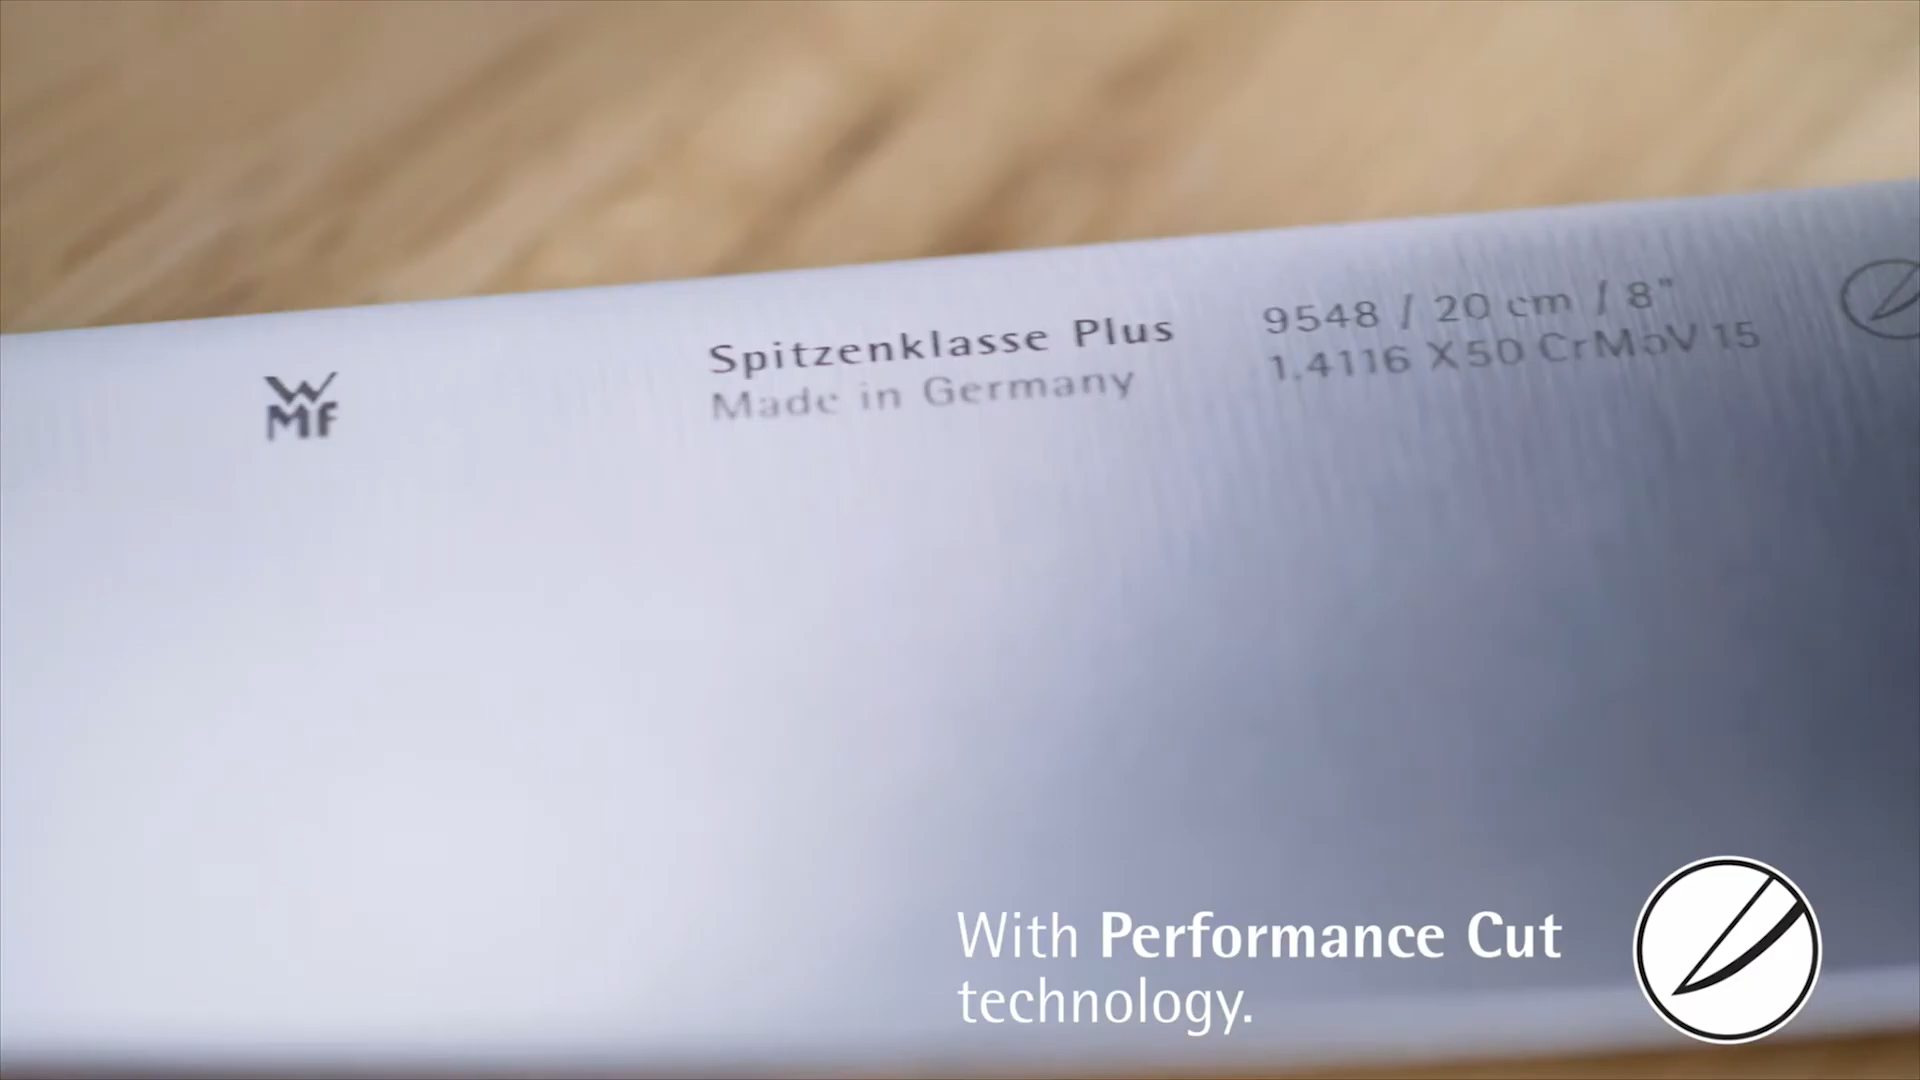 WMF
Spitzenklasse Plus
Made in Germany
9548 / 20 cm / 8"
1.4116 X50 CrMoV 15
With Performance Cut
technology.